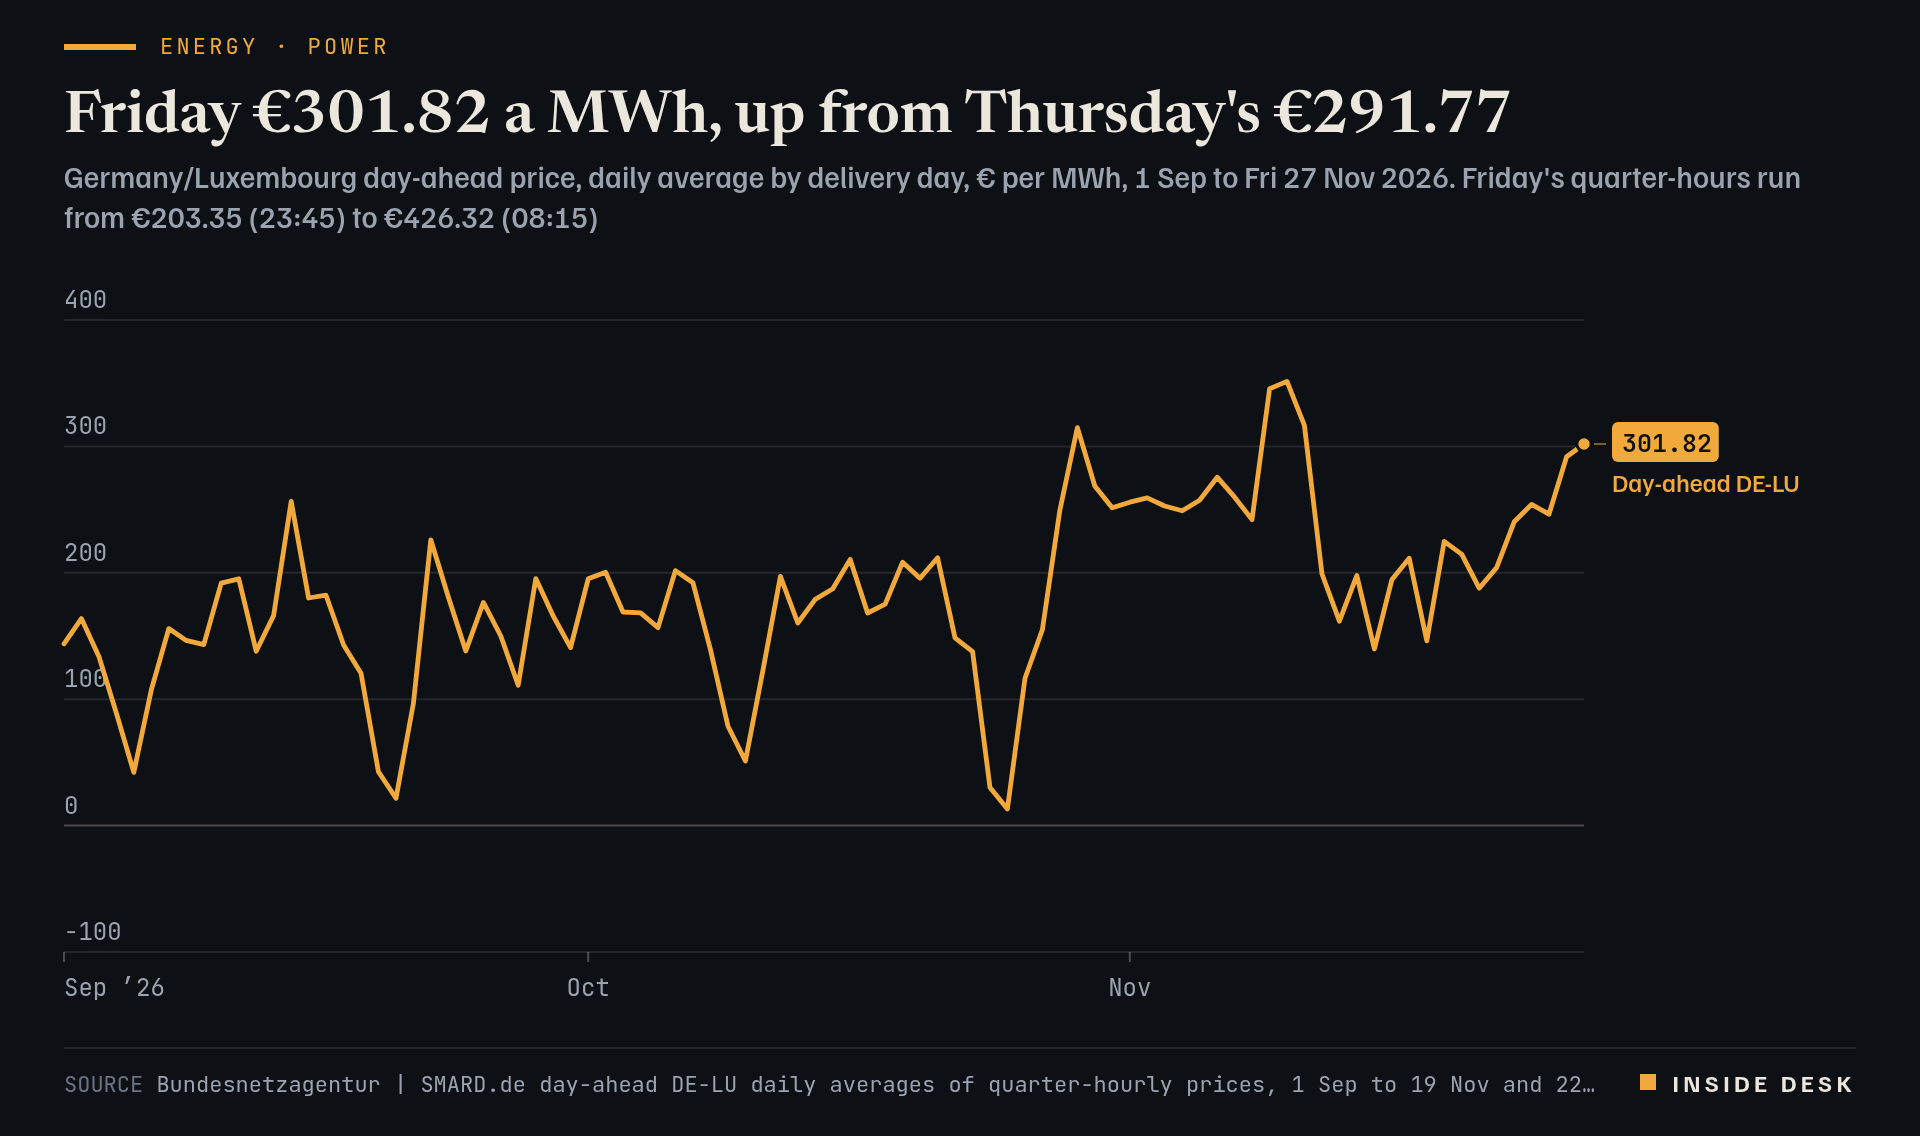 ENERGY · POWER
Friday €301.82 a MWh, up from Thursday's €291.77
Germany/Luxembourg day-ahead price, daily average by delivery day, € per MWh, 1 Sep to Fri 27 Nov 2026. Friday's quarter-hours run
from €203.35 (23:45) to €426.32 (08:15)
400
300
301.82
Day-ahead DE-LU
200
100
0
-100
Sep ’26
Oct
Nov
SOURCE Bundesnetzagentur | SMARD.de day-ahead DE-LU daily averages of quarter-hourly prices, 1 Sep to 19 Nov and 22…
INSIDE DESK